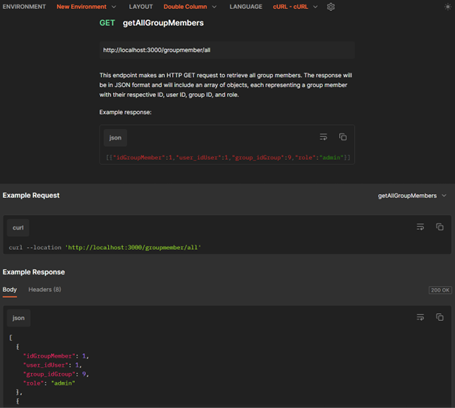 ENVIRONMENT New Environment LAYOUT Double Column LANGUAGE cURL - cURL
GET getAllGroupMembers
http://localhost:3000/groupmember/all
This endpoint makes an HTTP GET request to retrieve all group members. The response will
be in JSON format and will include an array of objects, each representing a group member
with their respective ID, user ID, group ID, and role.
Example response:
json
[{"idGroupMember":1,"user_idUser":1,"group_idGroup":9,"role":"admin"}]
Example Request
getAllGroupMembers
curl
curl --location 'http://localhost:3000/groupmember/all'
Example Response
Body Headers (8)
200 OK
json
[
{
"idGroupMember": 1,
"user_idUser": 1,
"group_idGroup": 9,
"role": "admin"
},
{